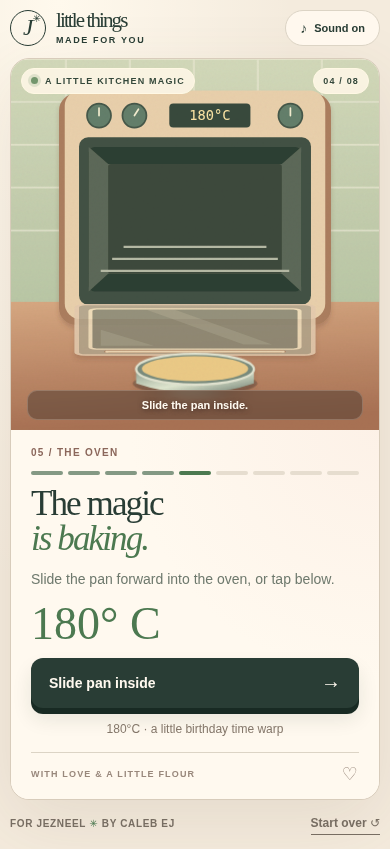 J✳
little things
MADE FOR YOU
♪ Sound on
A LITTLE KITCHEN MAGIC
04 / 08
180°C
Slide the pan inside.
05 / THE OVEN
The magic
is baking.
Slide the pan forward into the oven, or tap below.
180° C
Slide pan inside →
180°C · a little birthday time warp
WITH LOVE & A LITTLE FLOUR ♡
FOR JEZNEEL ✳ BY CALEB EJ
Start over ↺